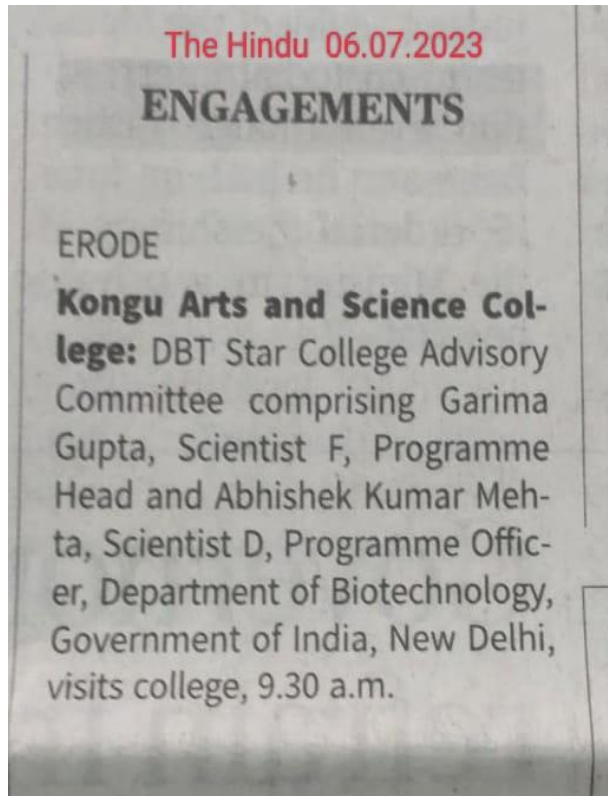 The Hindu 06.07.2023
ENGAGEMENTS
ERODE
Kongu Arts and Science Col-
lege: DBT Star College Advisory
Committee comprising Garima
Gupta, Scientist F, Programme
Head and Abhishek Kumar Meh-
ta, Scientist D, Programme Offic-
er, Department of Biotechnology,
Government of India, New Delhi,
visits college, 9.30 a.m.